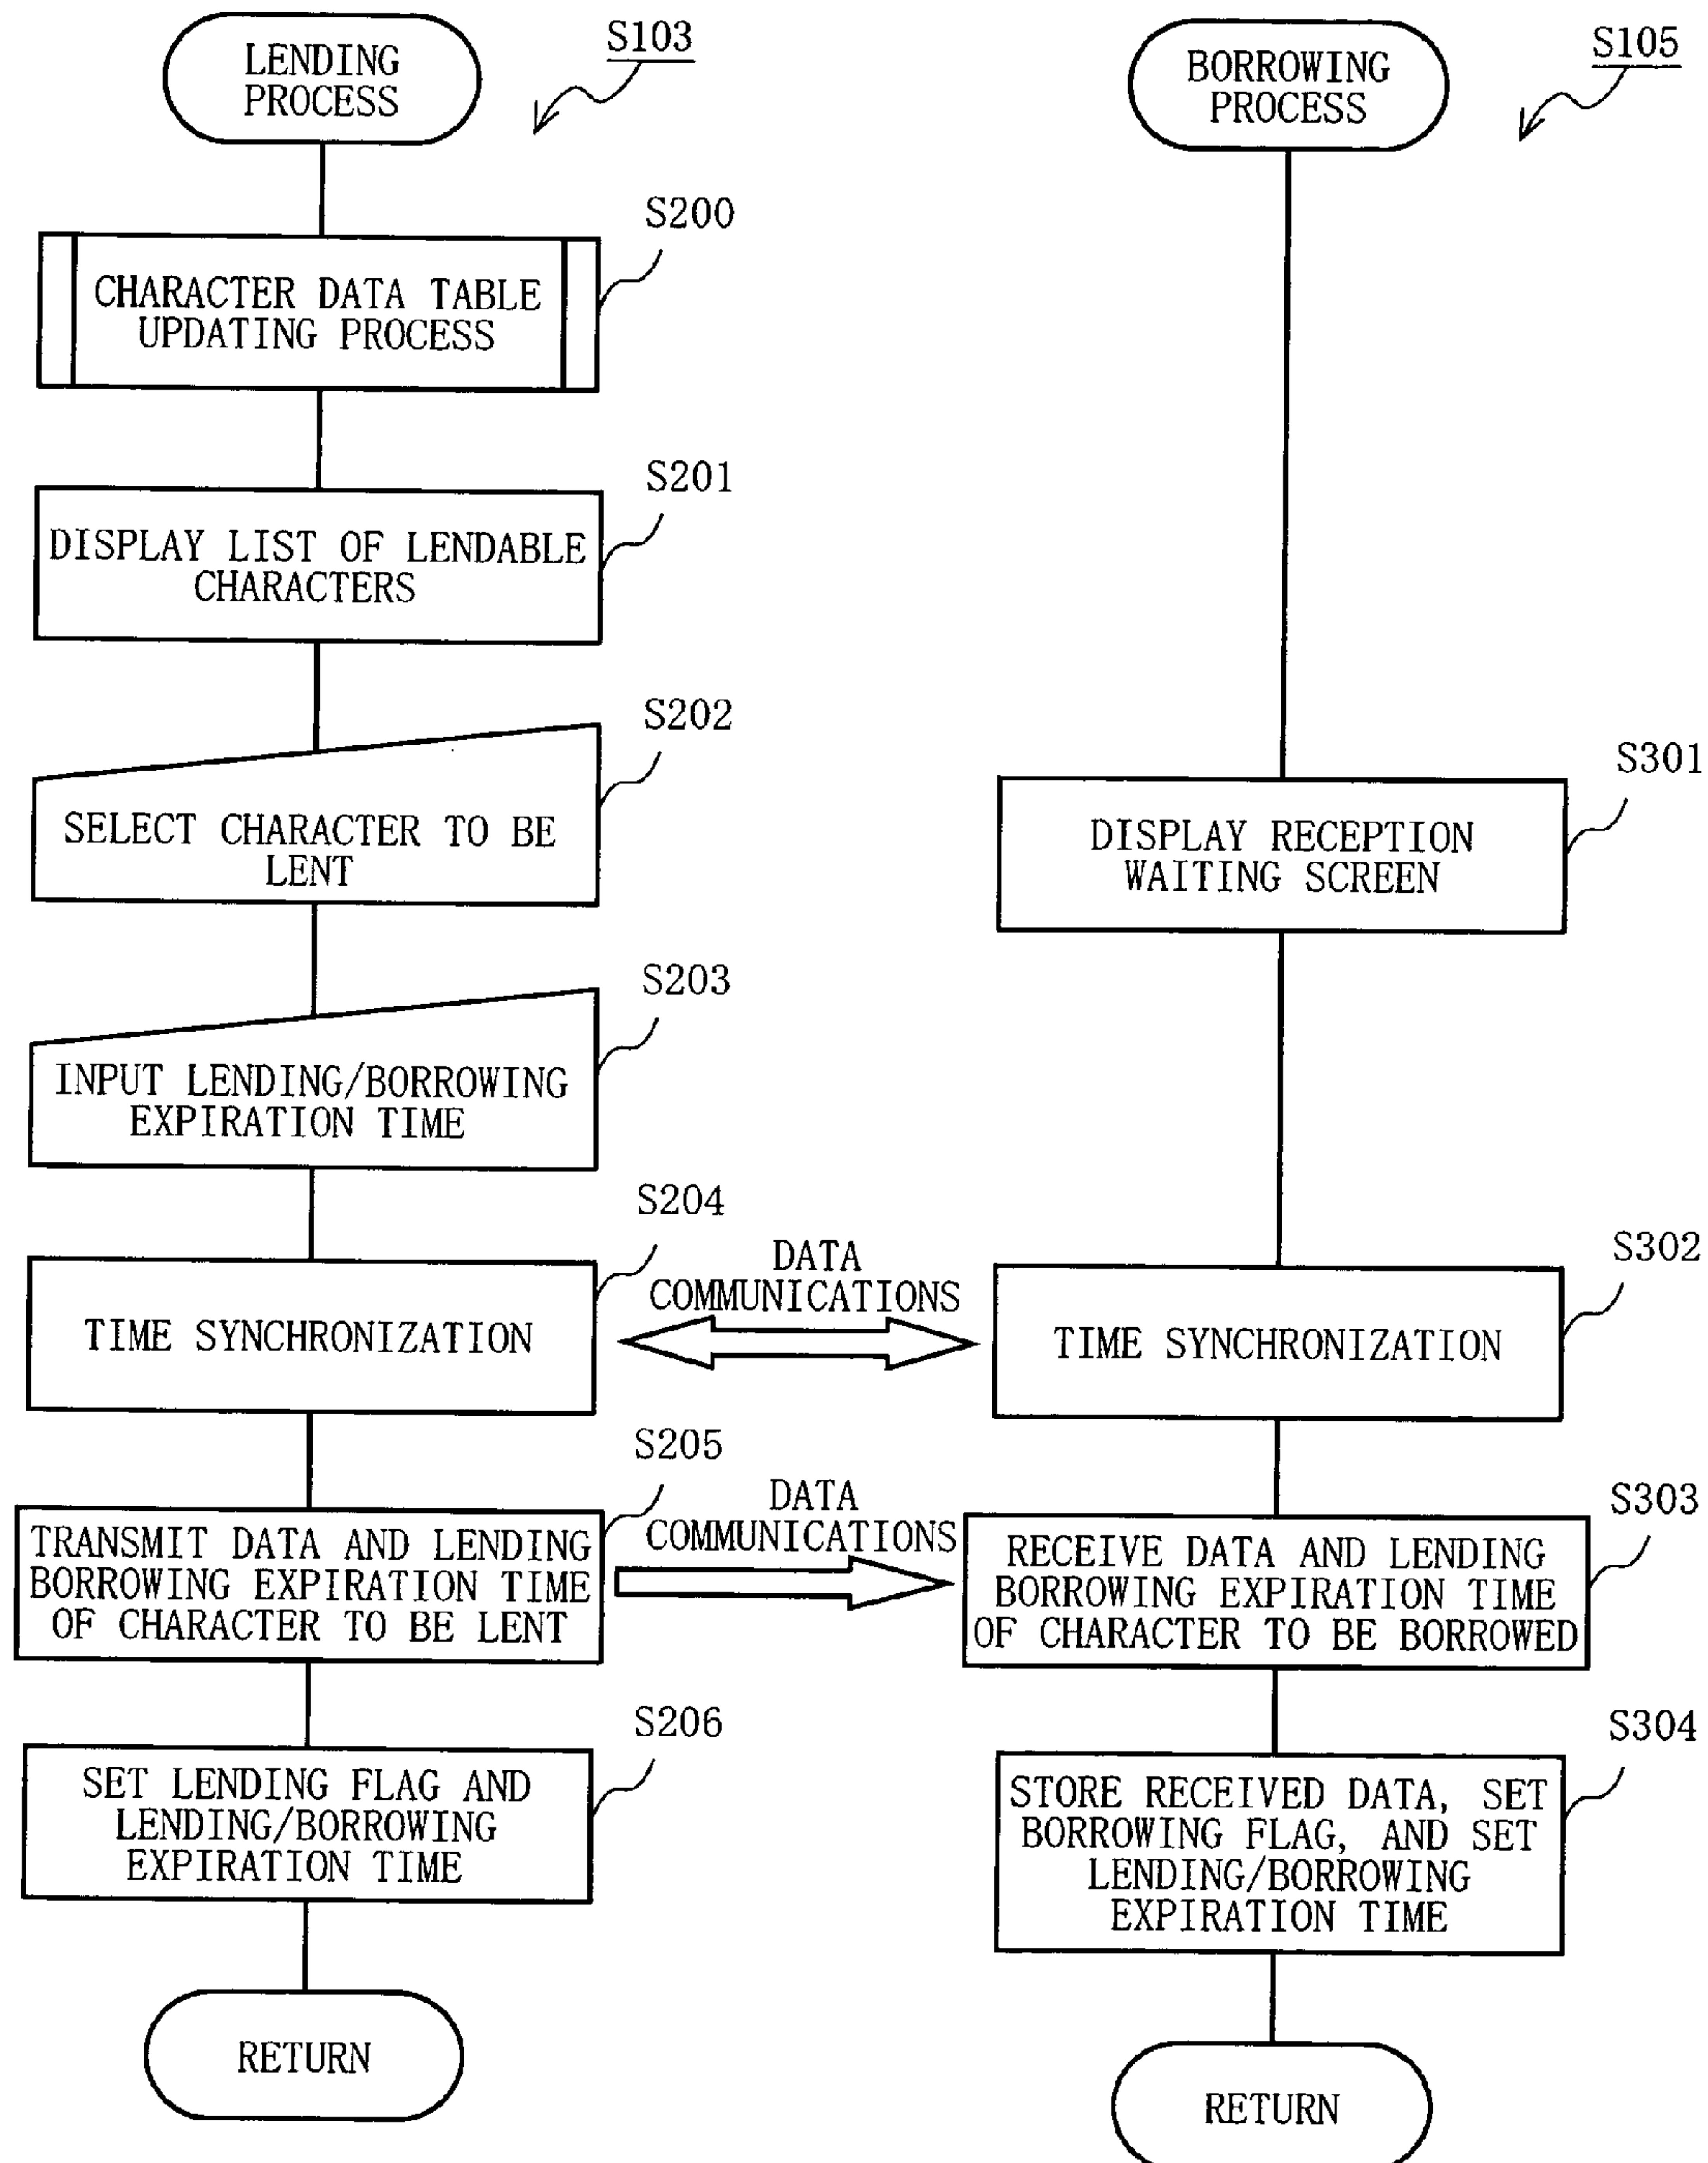 LENDING
PROCESS
S103
S200
CHARACTER DATA TABLE
UPDATING PROCESS
S201
DISPLAY LIST OF LENDABLE
CHARACTERS
S202
SELECT CHARACTER TO BE
LENT
S203
INPUT LENDING/BORROWING
EXPIRATION TIME
S204
TIME SYNCHRONIZATION
DATA
COMMUNICATIONS
S205
TRANSMIT DATA AND LENDING
BORROWING EXPIRATION TIME
OF CHARACTER TO BE LENT
DATA
COMMUNICATIONS
S206
SET LENDING FLAG AND
LENDING/BORROWING
EXPIRATION TIME
RETURN
BORROWING
PROCESS
S105
S301
DISPLAY RECEPTION
WAITING SCREEN
S302
TIME SYNCHRONIZATION
S303
RECEIVE DATA AND LENDING
BORROWING EXPIRATION TIME
OF CHARACTER TO BE BORROWED
S304
STORE RECEIVED DATA, SET
BORROWING FLAG, AND SET
LENDING/BORROWING
EXPIRATION TIME
RETURN